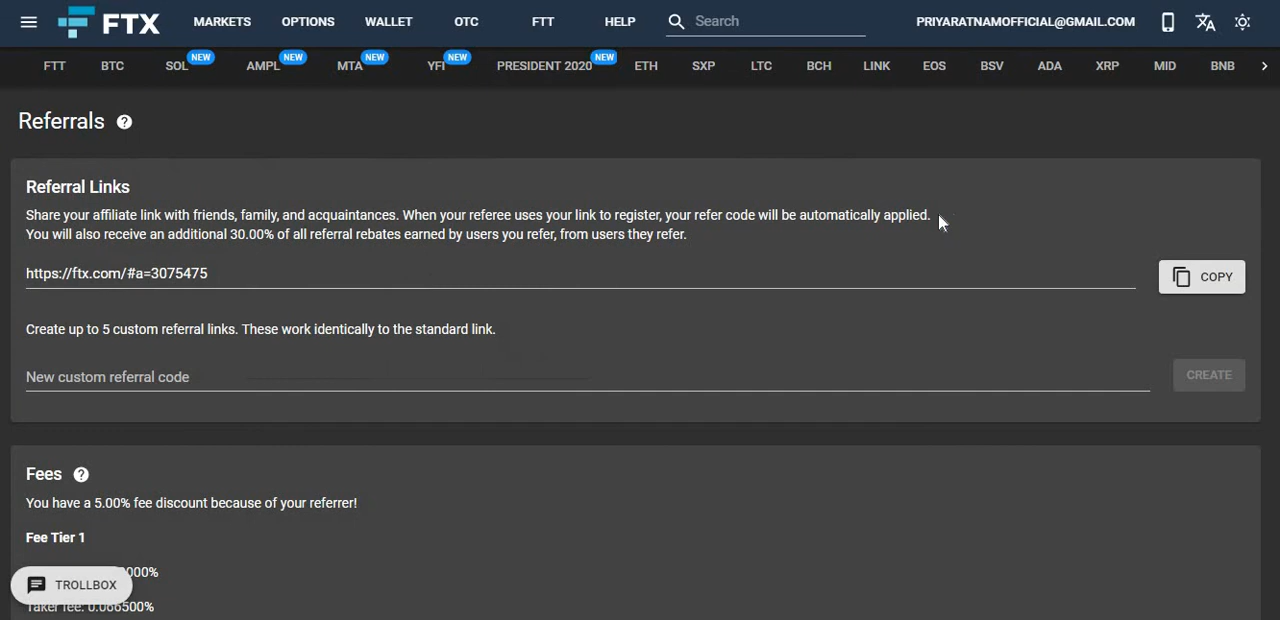 FTX MARKETS OPTIONS WALLET OTC FTT HELP Search PRIYARATNAMOFFICIAL@GMAIL.COM
FTT BTC SOL NEW AMPL NEW MTA NEW YFI NEW PRESIDENT 2020 NEW ETH SXP LTC BCH LINK EOS BSV ADA XRP MID BNB
Referrals ?
Referral Links
Share your affiliate link with friends, family, and acquaintances. When your referee uses your link to register, your refer code will be automatically applied.
You will also receive an additional 30.00% of all referral rebates earned by users you refer, from users they refer.
https://ftx.com/#a=3075475 COPY
Create up to 5 custom referral links. These work identically to the standard link.
New custom referral code CREATE
Fees ?
You have a 5.00% fee discount because of your referrer!
Fee Tier 1
TROLLBOX
Taker fee: 0.066500%